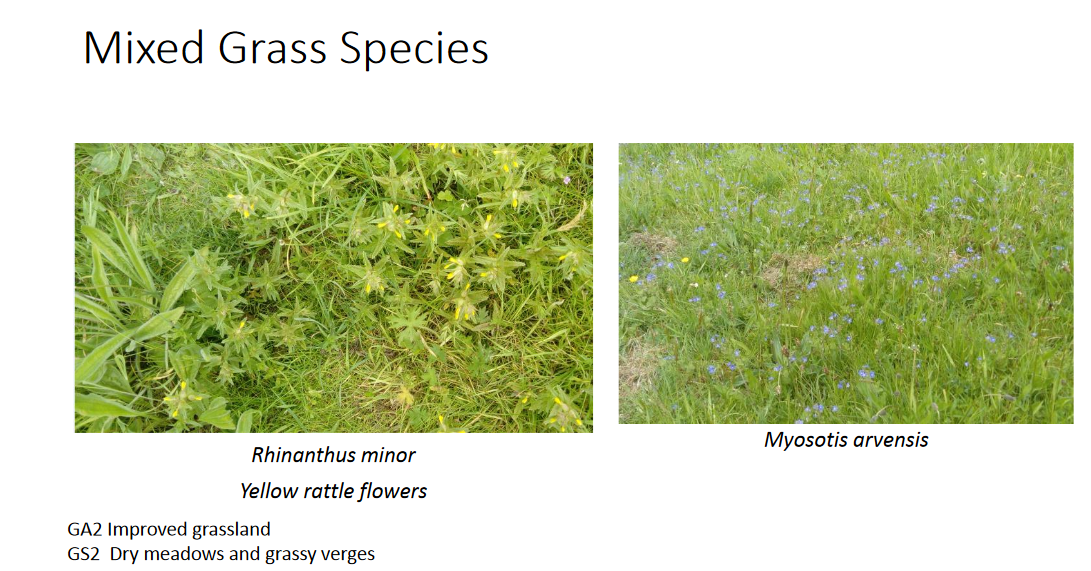 Mixed Grass Species
Rhinanthus minor
Yellow rattle flowers
Myosotis arvensis
GA2 Improved grassland
GS2  Dry meadows and grassy verges